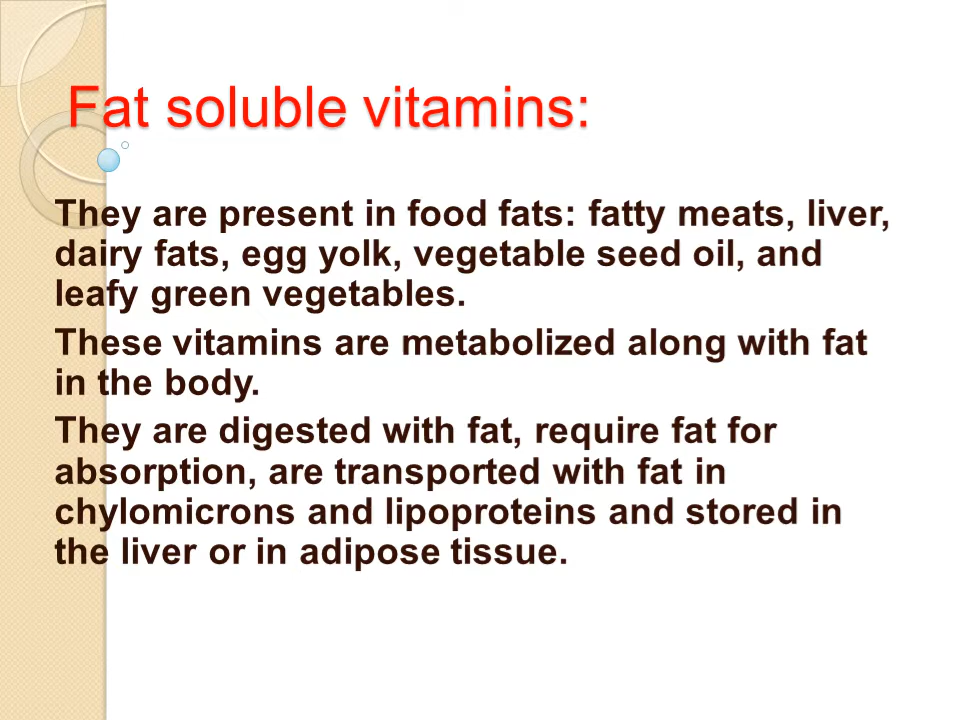 Fat soluble vitamins:
They are present in food fats: fatty meats, liver,
dairy fats, egg yolk, vegetable seed oil, and
leafy green vegetables.
These vitamins are metabolized along with fat
in the body.
They are digested with fat, require fat for
absorption, are transported with fat in
chylomicrons and lipoproteins and stored in
the liver or in adipose tissue.